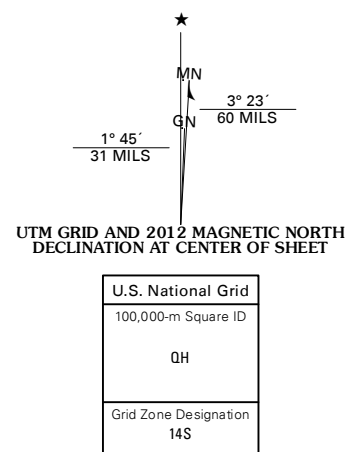 ★
MN
3° 23´
60 MILS
GN
1° 45´
31 MILS
UTM GRID AND 2012 MAGNETIC NORTH
DECLINATION AT CENTER OF SHEET
U.S. National Grid
100,000-m Square ID
QH
Grid Zone Designation
14S